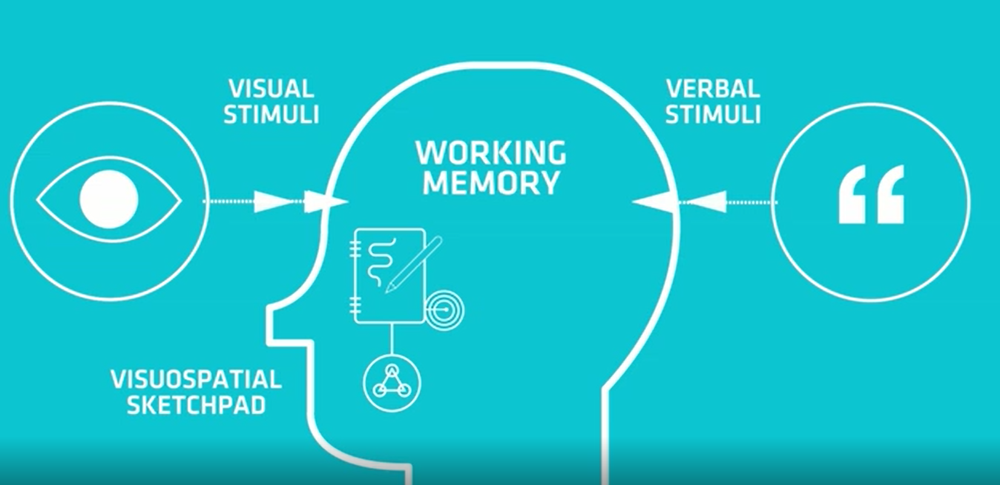 VISUAL
STIMULI
VERBAL
STIMULI
WORKING
MEMORY
“
VISUOSPATIAL
SKETCHPAD